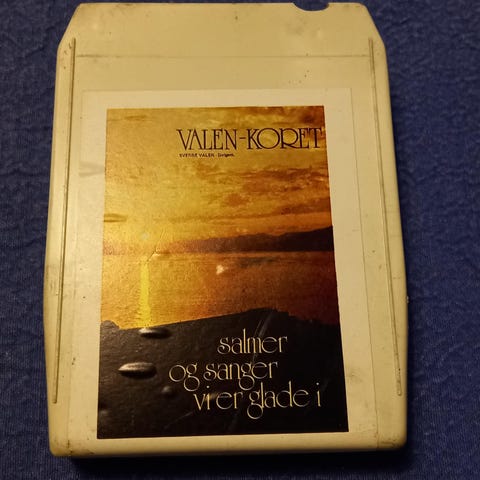 VALEN-KORET
SVERRE VALEN - Dirigent.
salmer
og sanger
vi er glade i